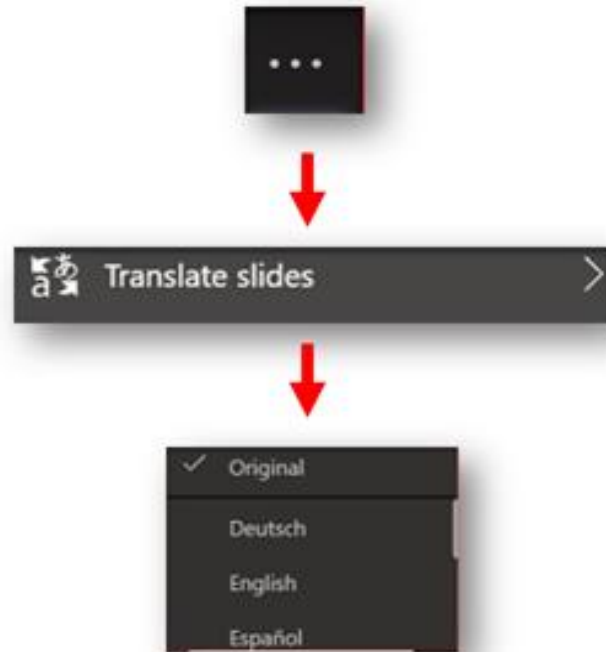 ...
Translate slides
Original
Deutsch
English
Español